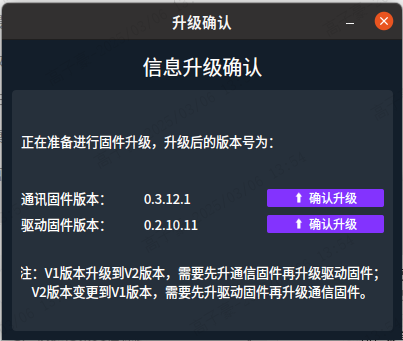 升级确认
信息升级确认
正在准备进行固件升级，升级后的版本号为：
通讯固件版本： 0.3.12.1 确认升级
驱动固件版本： 0.2.10.11 确认升级
注：V1版本升级到V2版本，需要先升通信固件再升级驱动固件；
V2版本变更到V1版本，需要先升驱动固件再升级通信固件。